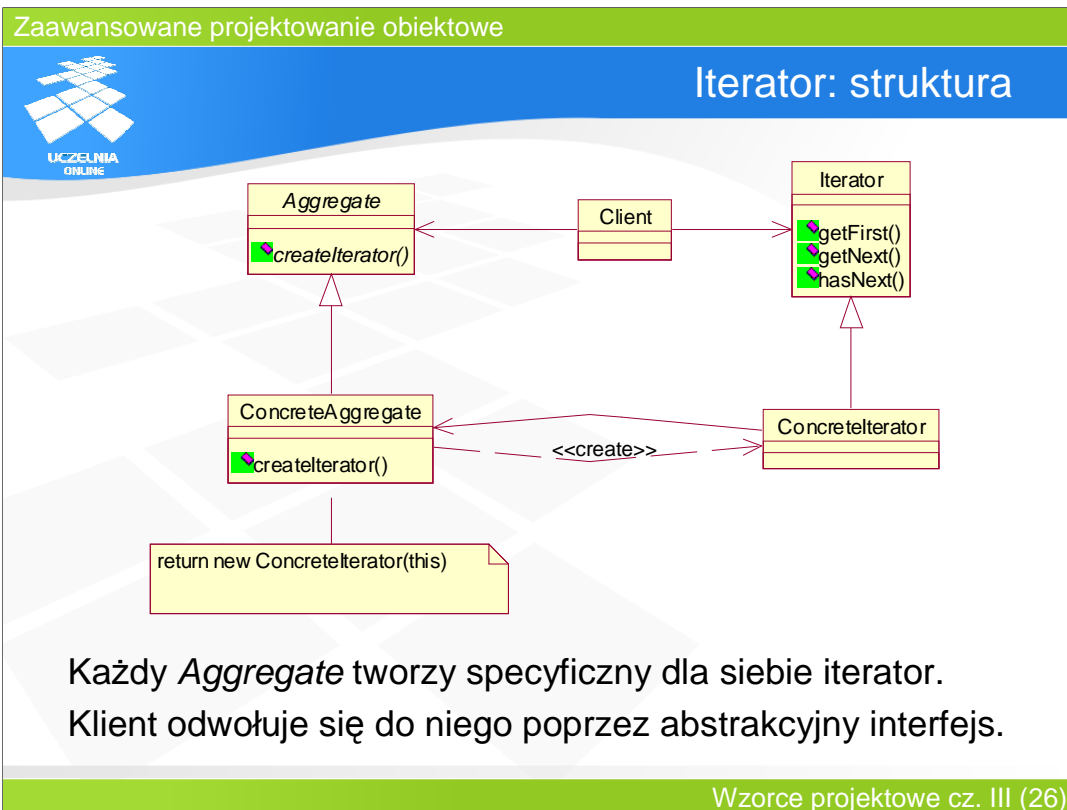 Zaawansowane projektowanie obiektowe
Iterator: struktura
UCZELNIA
ONLINE
Aggregate
createIterator()
Client
Iterator
getFirst()
getNext()
hasNext()
ConcreteAggregate
createIterator()
<<create>>
ConcreteIterator
return new ConcreteIterator(this)
Każdy Aggregate tworzy specyficzny dla siebie iterator.
Klient odwołuje się do niego poprzez abstrakcyjny interfejs.
Wzorce projektowe cz. III (26)